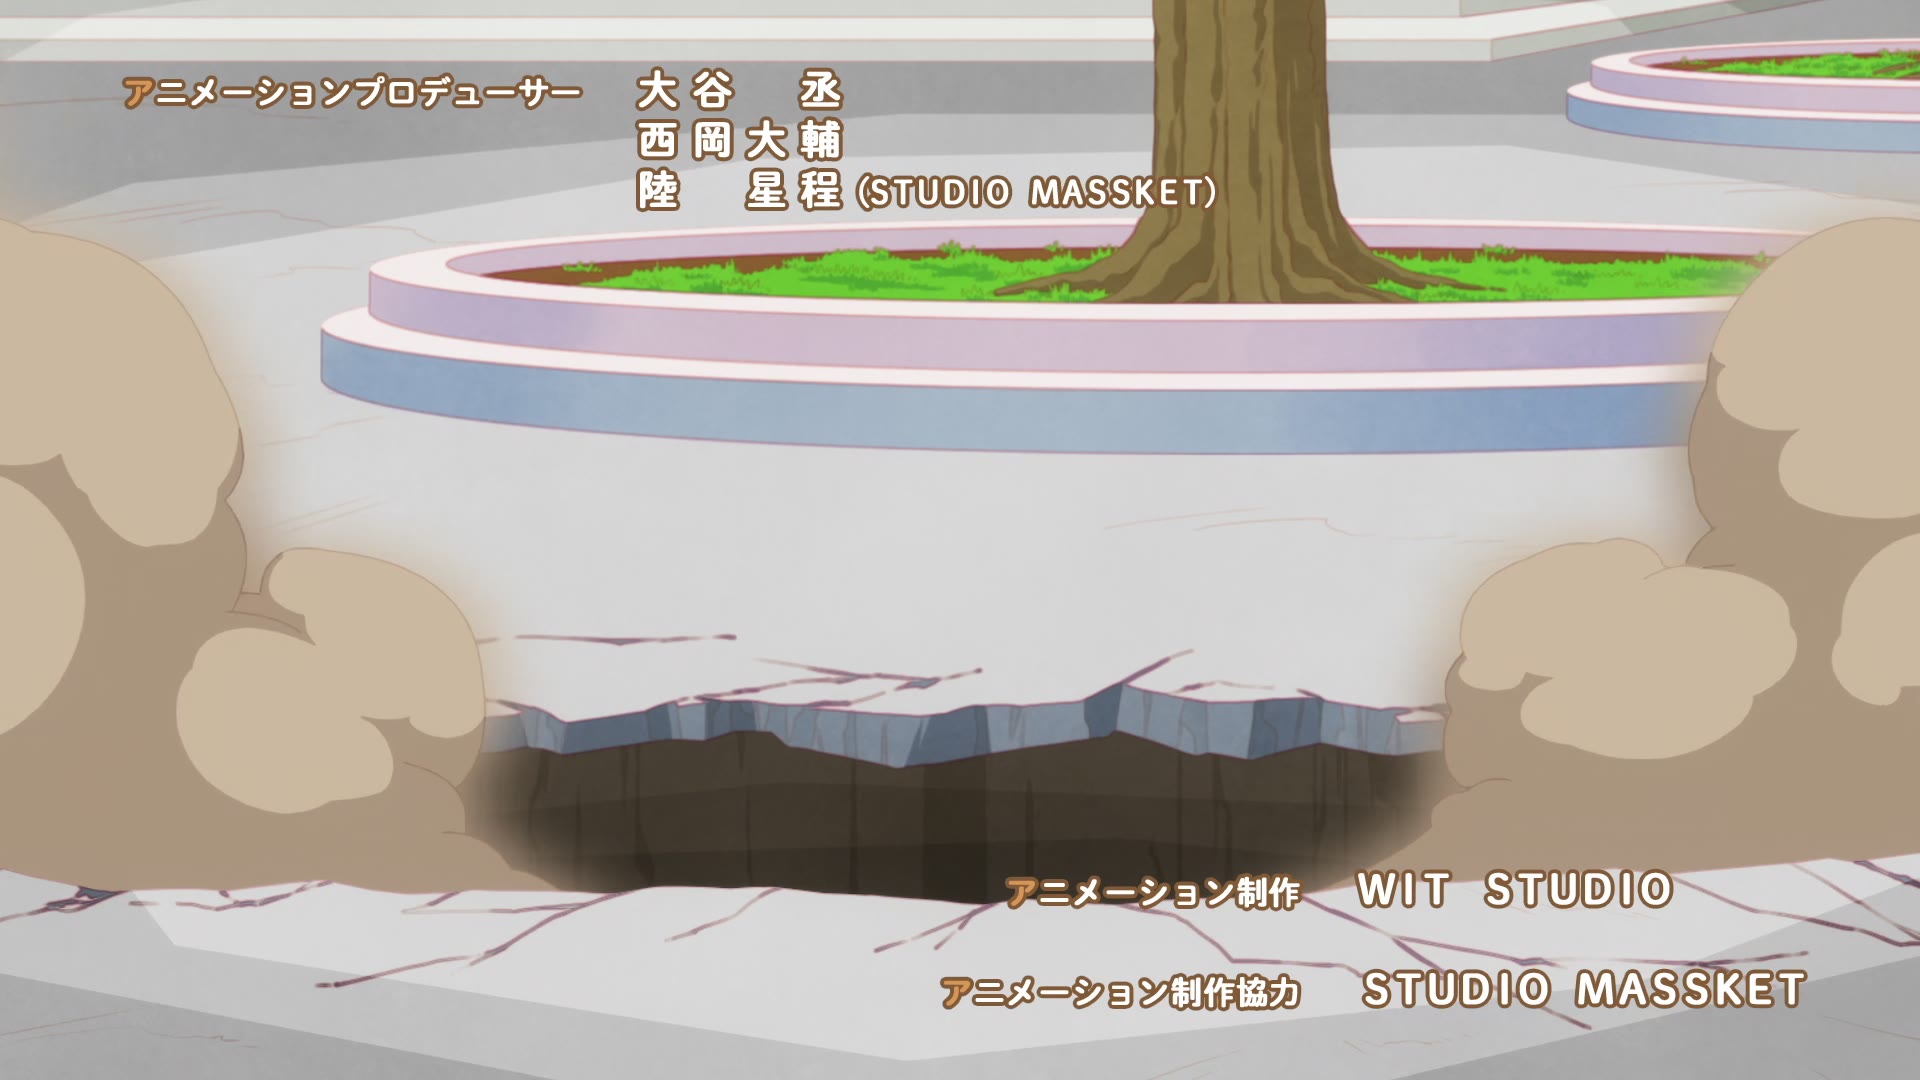 アニメーションプロデューサー 大谷 丞
西岡大輔
陸 星程(STUDIO MASSKET)
アニメーション制作 WIT STUDIO
アニメーション制作協力 STUDIO MASSKET